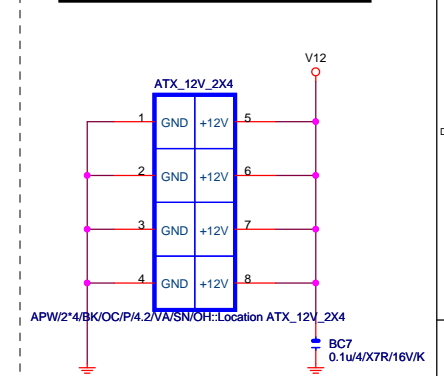 V12
ATX_12V_2X4
1 GND +12V 5
2 GND +12V 6
3 GND +12V 7
4 GND +12V 8
APW/2*4/BK/OC/P/4.2/VA/SN/OH::Location ATX_12V_2X4
BC7
0.1u/4/X7R/16V/K